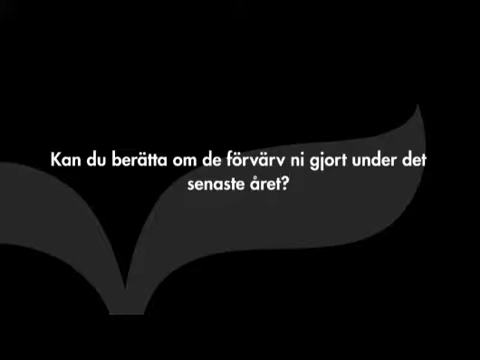 Kan du berätta om de förvärv ni gjort under det
senaste året?